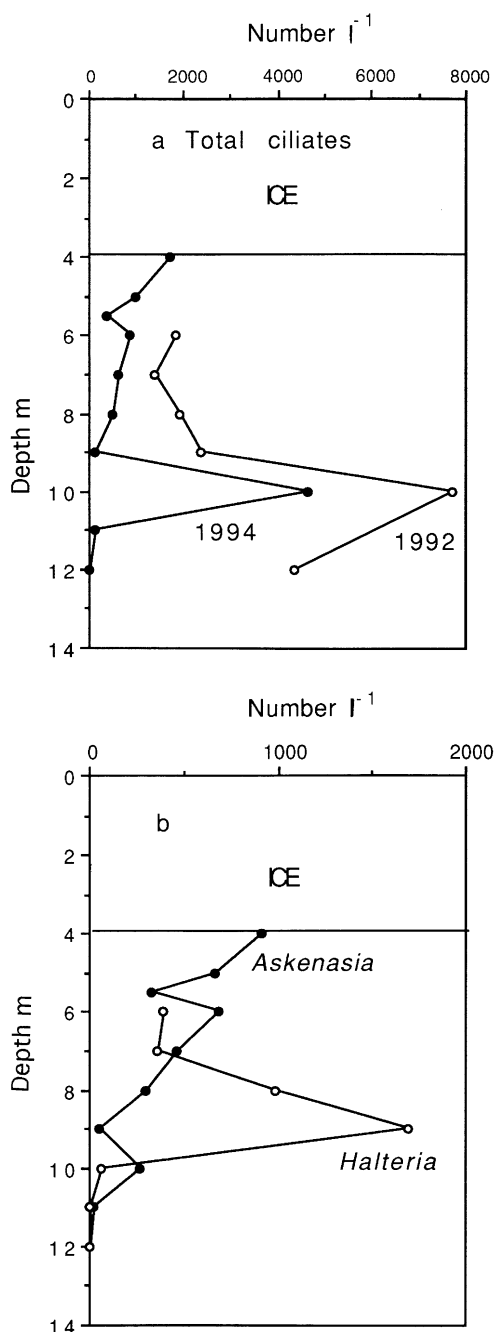 Number l⁻¹
0 2000 4000 6000 8000
0
a Total ciliates
2
ICE
4
6
8
Depth m
10
1994
1992
12
14
Number l⁻¹
0 1000 2000
0
b
2
ICE
4
Askenasia
6
Depth m
8
Halteria
10
12
14